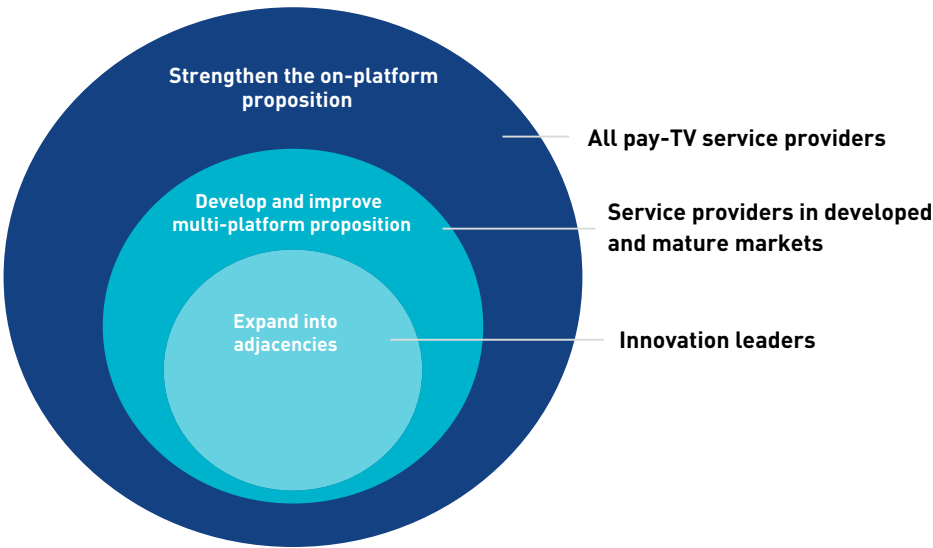 Strengthen the on-platform
proposition
All pay-TV service providers
Develop and improve
multi-platform proposition
Service providers in developed
and mature markets
Expand into
adjacencies
Innovation leaders